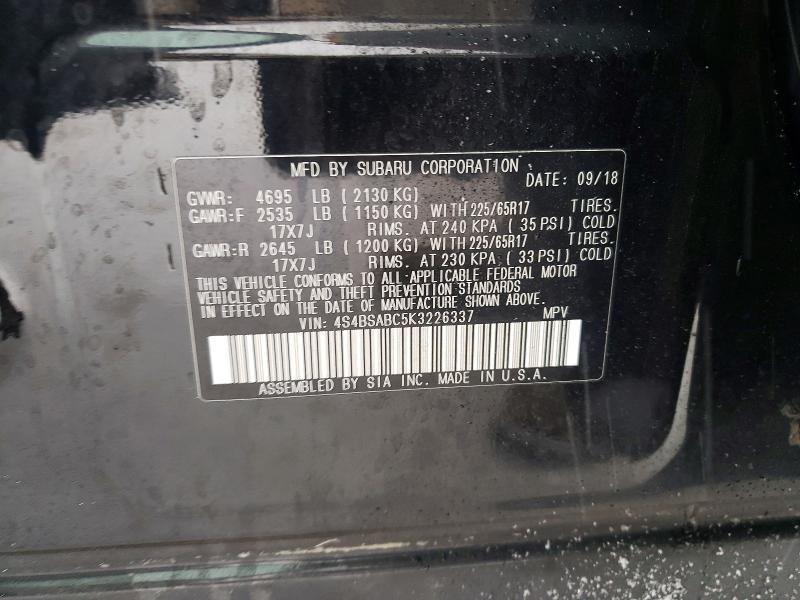 MFD BY SUBARU CORPORATION DATE: 09/18
GVWR: 4695 LB ( 2130 KG)
GAWR:F 2535 LB ( 1150 KG) WITH 225/65R17 TIRES.
17X7J RIMS. AT 240 KPA ( 35 PSI) COLD
GAWR:R 2645 LB ( 1200 KG) WITH 225/65R17 TIRES.
17X7J RIMS. AT 230 KPA ( 33 PSI) COLD
THIS VEHICLE CONFORMS TO ALL APPLICABLE FEDERAL MOTOR
VEHICLE SAFETY AND THEFT PREVENTION STANDARDS
IN EFFECT ON THE DATE OF MANUFACTURE SHOWN ABOVE.
VIN: 4S4BSABC5K3226337 MPV
ASSEMBLED BY SIA INC. MADE IN U.S.A.